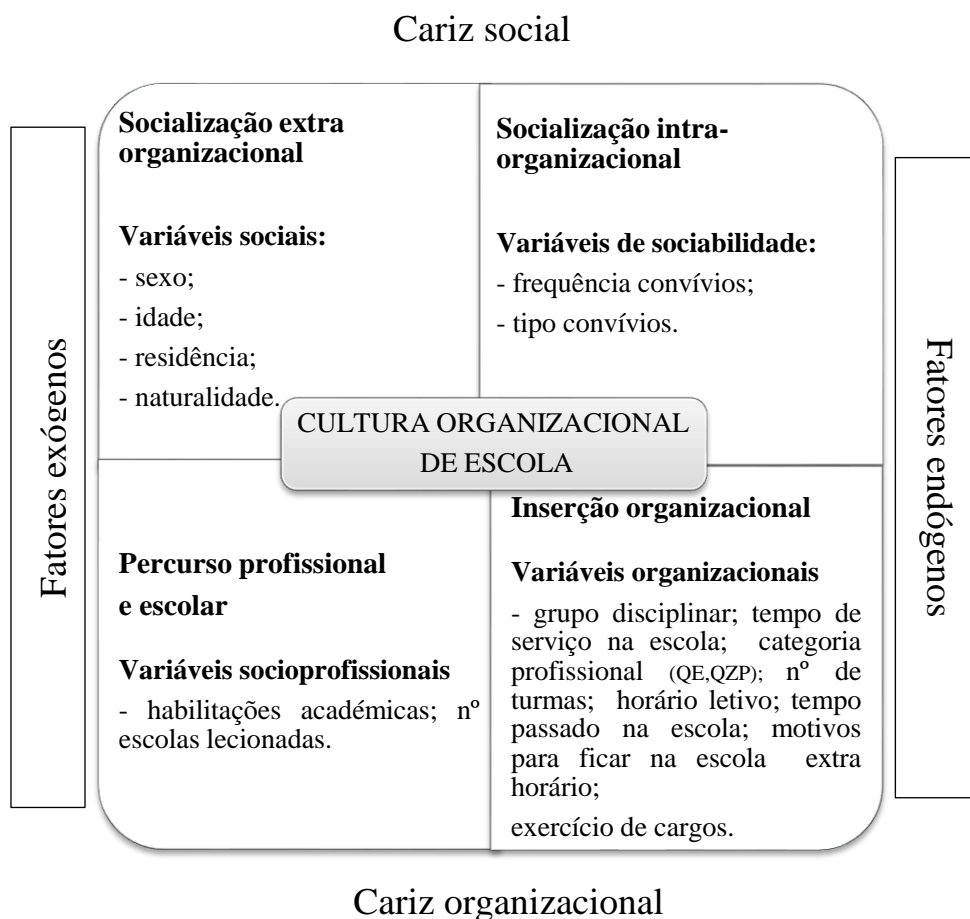 Cariz social
Fatores exógenos
Socialização extra
organizacional
Variáveis sociais:
- sexo;
- idade;
- residência;
- naturalidade.
Socialização intra-
organizacional
Variáveis de sociabilidade:
- frequência convívios;
- tipo convívios.
CULTURA ORGANIZACIONAL
DE ESCOLA
Percurso profissional
e escolar
Variáveis socioprofissionais
- habilitações académicas; nº
escolas lecionadas.
Inserção organizacional
Variáveis organizacionais
- grupo disciplinar; tempo de
serviço na escola; categoria
profissional (QE,QZP); nº de
turmas; horário letivo; tempo
passado na escola; motivos
para ficar na escola extra
horário;
exercício de cargos.
Fatores endógenos
Cariz organizacional